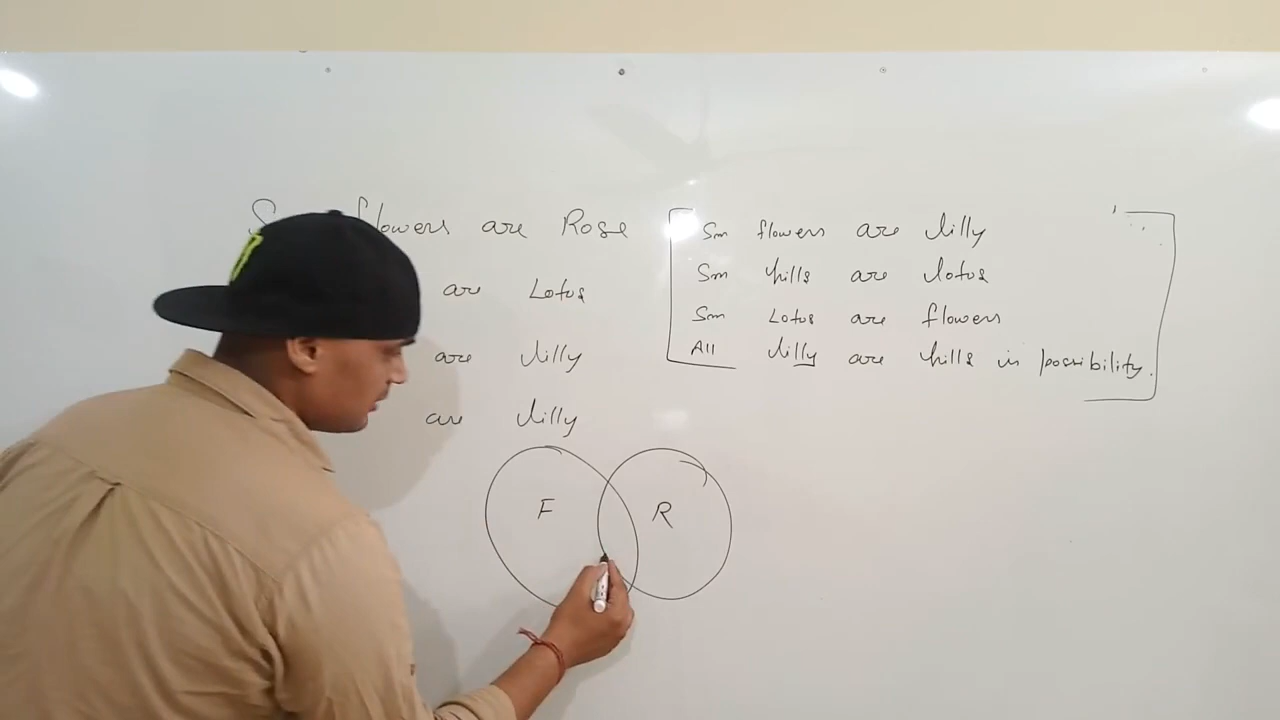 flowers are Rose
are Lotus
are lilly
are lilly
Sm flowers are lilly
Sm hills are lotus
Sm Lotus are flowers
All lilly are hills in possibility.
F R